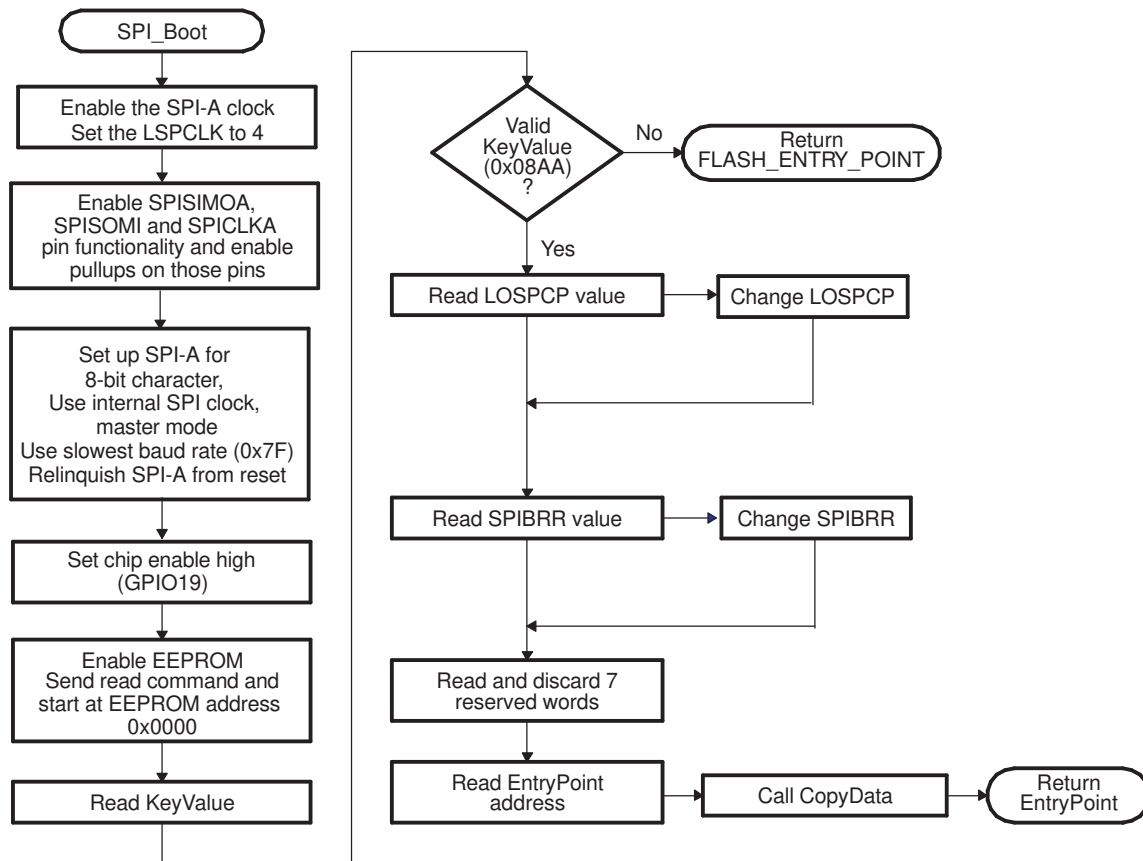 SPI_Boot
Enable the SPI-A clock
Set the LSPCLK to 4
Enable SPISIMOA,
SPISOMI and SPICLKA
pin functionality and enable
pullups on those pins
Set up SPI-A for
8-bit character,
Use internal SPI clock,
master mode
Use slowest baud rate (0x7F)
Relinquish SPI-A from reset
Set chip enable high
(GPIO19)
Enable EEPROM
Send read command and
start at EEPROM address
0x0000
Read KeyValue
Valid
KeyValue
(0x08AA)
?
No
Return
FLASH_ENTRY_POINT
Yes
Read LOSPCP value
Change LOSPCP
Read SPIBRR value
Change SPIBRR
Read and discard 7
reserved words
Read EntryPoint
address
Call CopyData
Return
EntryPoint